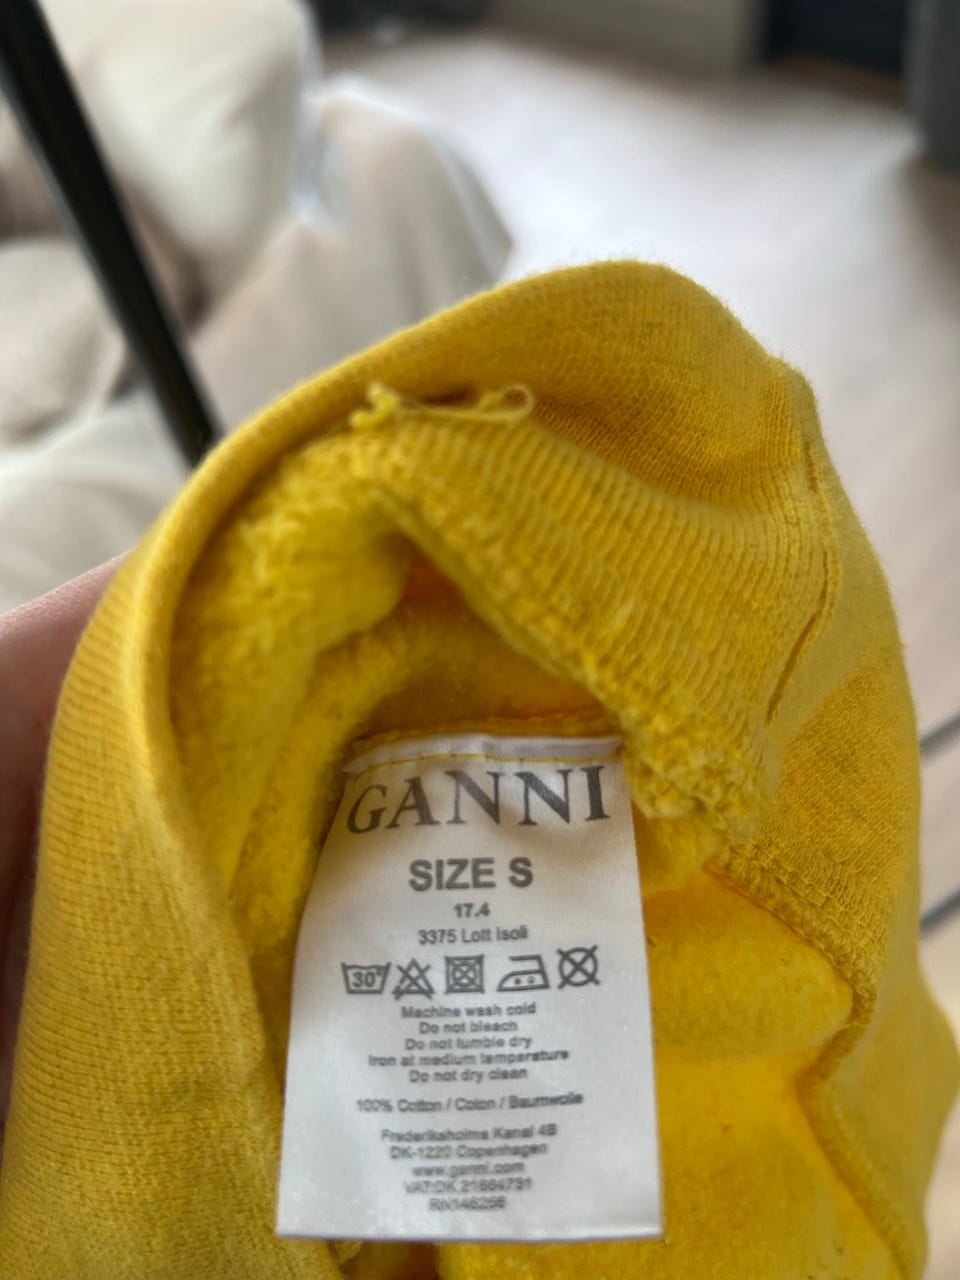 GANNI
SIZE S
17.4
3375 Lott Isoli
30°
Machine wash cold
Do not bleach
Do not tumble dry
Iron at medium temperature
Do not dry clean
100% Cotton / Coton / Baumwolle
Frederiksholms Kanal 4B
DK-1220 Copenhagen
www.ganni.com
VAT:DK 21664731
RN146256